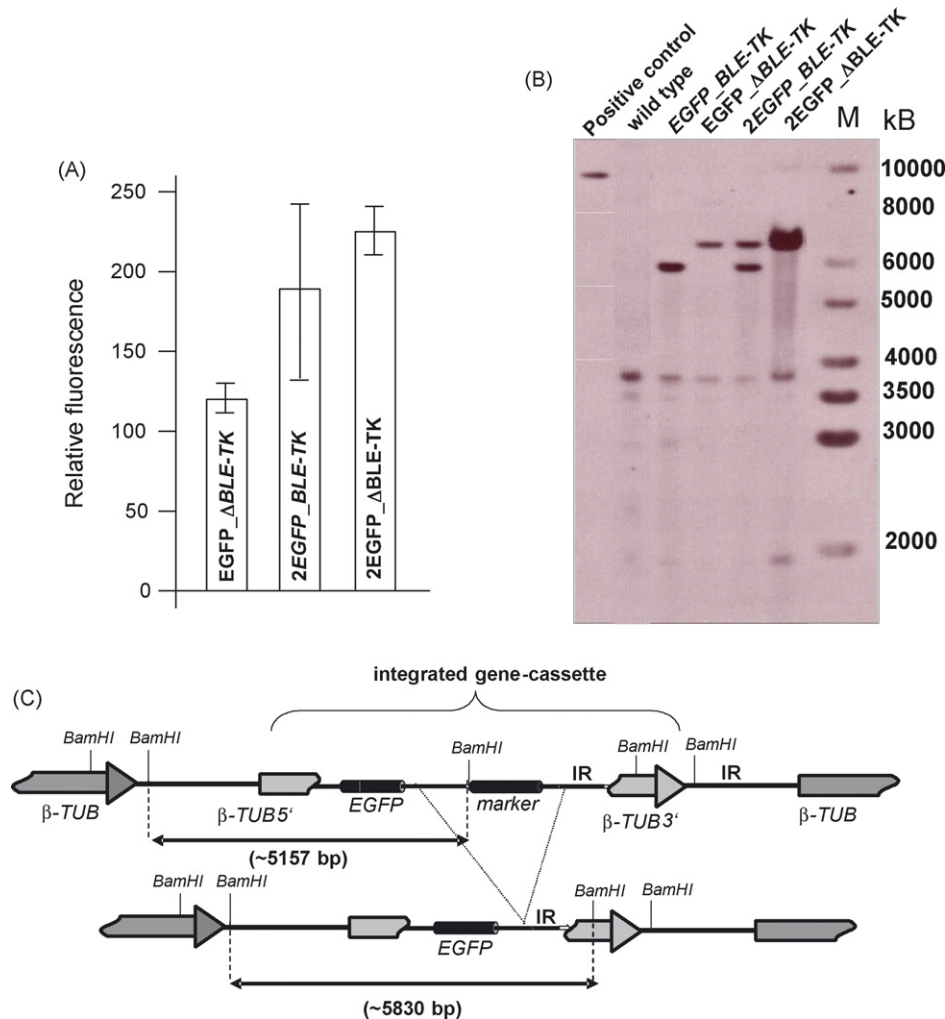 (A)
Relative fluorescence
250
200
150
100
50
0
EGFP_ΔBLE-TK
2EGFP_BLE-TK
2EGFP_ΔBLE-TK
(B)
Positive control
wild type
EGFP_BLE-TK
EGFP_ΔBLE-TK
2EGFP_BLE-TK
2EGFP_ΔBLE-TK
M
kB
10000
8000
6000
5000
4000
3500
3000
2000
(C)
integrated gene-cassette
BamHI BamHI BamHI BamHI BamHI
IR IR
β-TUB β-TUB5‘ EGFP marker β-TUB3‘ β-TUB
(~5157 bp)
BamHI BamHI BamHI BamHI
IR
EGFP
(~5830 bp)